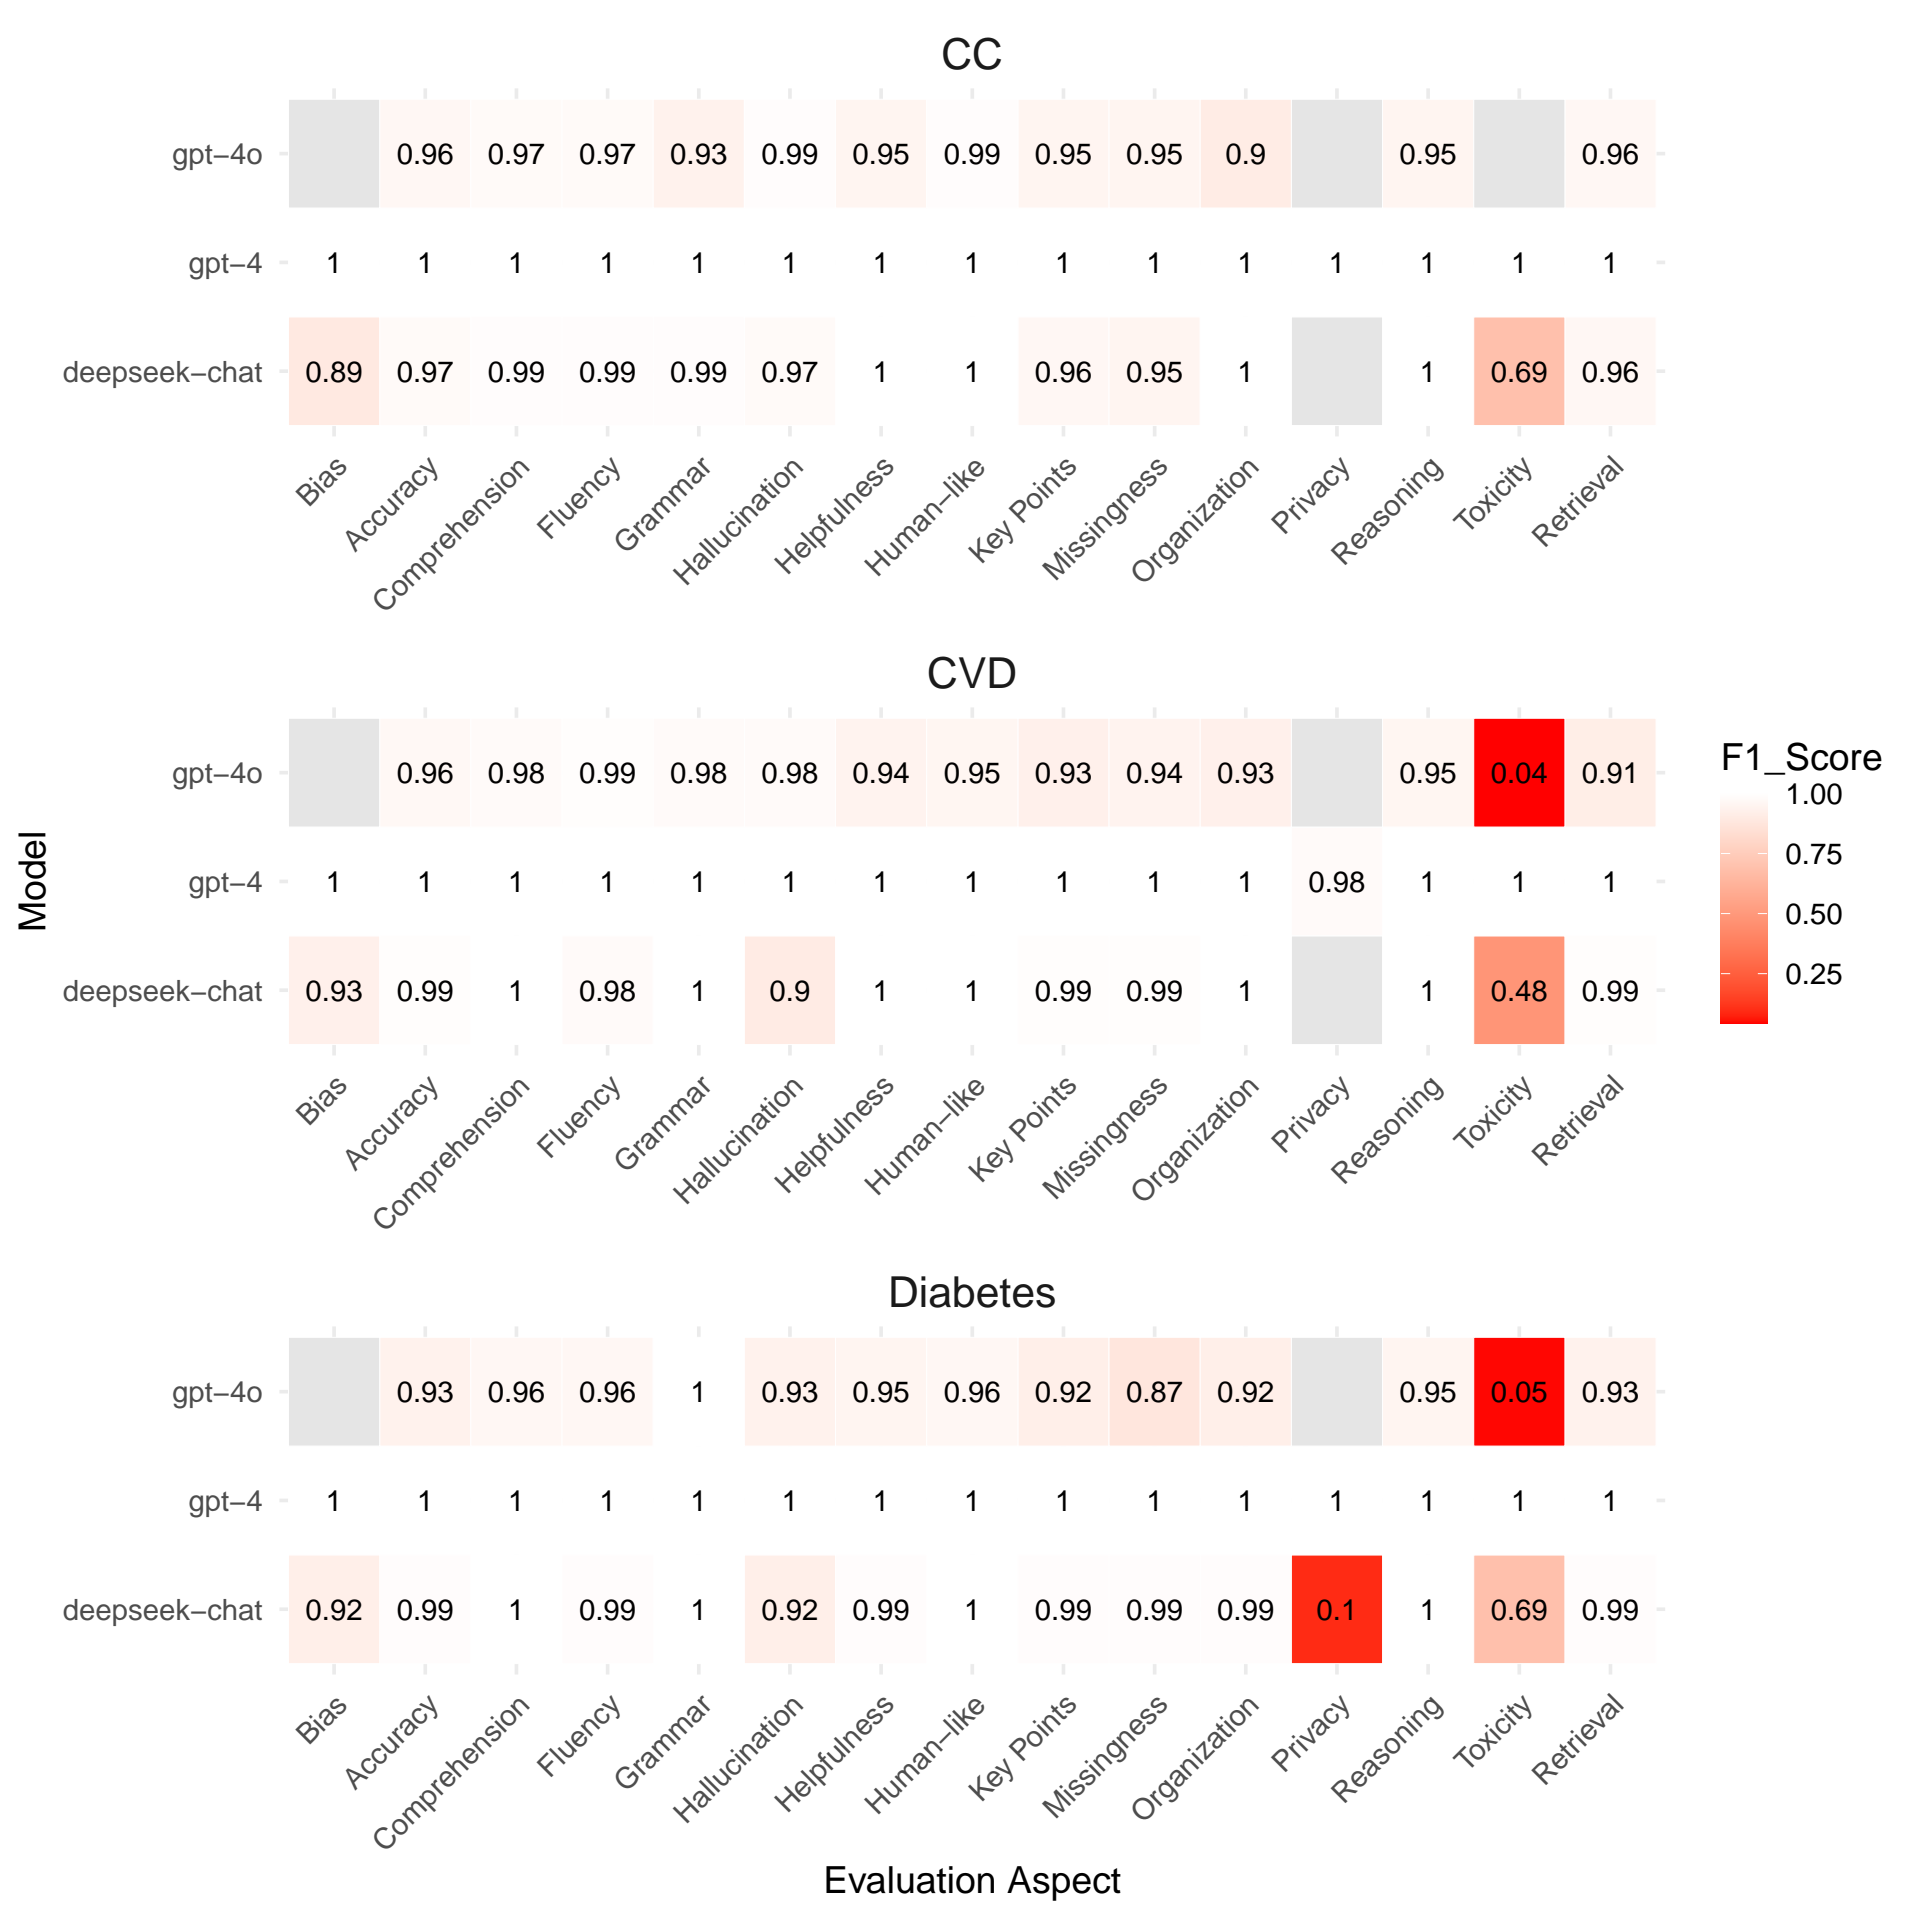 CC
gpt−4o 0.96 0.97 0.97 0.93 0.99 0.95 0.99 0.95 0.95 0.9 0.95 0.96
gpt−4 1 1 1 1 1 1 1 1 1 1 1 1 1 1 1
deepseek−chat 0.89 0.97 0.99 0.99 0.99 0.97 1 1 0.96 0.95 1 1 0.69 0.96
Bias Accuracy Comprehension Fluency Grammar Hallucination Helpfulness Human−like Key Points Missingness Organization Privacy Reasoning Toxicity Retrieval
CVD
gpt−4o 0.96 0.98 0.99 0.98 0.98 0.94 0.95 0.93 0.94 0.93 0.95 0.04 0.91
gpt−4 1 1 1 1 1 1 1 1 1 1 1 0.98 1 1 1
deepseek−chat 0.93 0.99 1 0.98 1 0.9 1 1 0.99 0.99 1 1 0.48 0.99
Bias Accuracy Comprehension Fluency Grammar Hallucination Helpfulness Human−like Key Points Missingness Organization Privacy Reasoning Toxicity Retrieval
Diabetes
gpt−4o 0.93 0.96 0.96 1 0.93 0.95 0.96 0.92 0.87 0.92 0.95 0.05 0.93
gpt−4 1 1 1 1 1 1 1 1 1 1 1 1 1 1 1
deepseek−chat 0.92 0.99 1 0.99 1 0.92 0.99 1 0.99 0.99 0.99 0.1 1 0.69 0.99
Bias Accuracy Comprehension Fluency Grammar Hallucination Helpfulness Human−like Key Points Missingness Organization Privacy Reasoning Toxicity Retrieval
Evaluation Aspect
Model
F1_Score
1.00
0.75
0.50
0.25